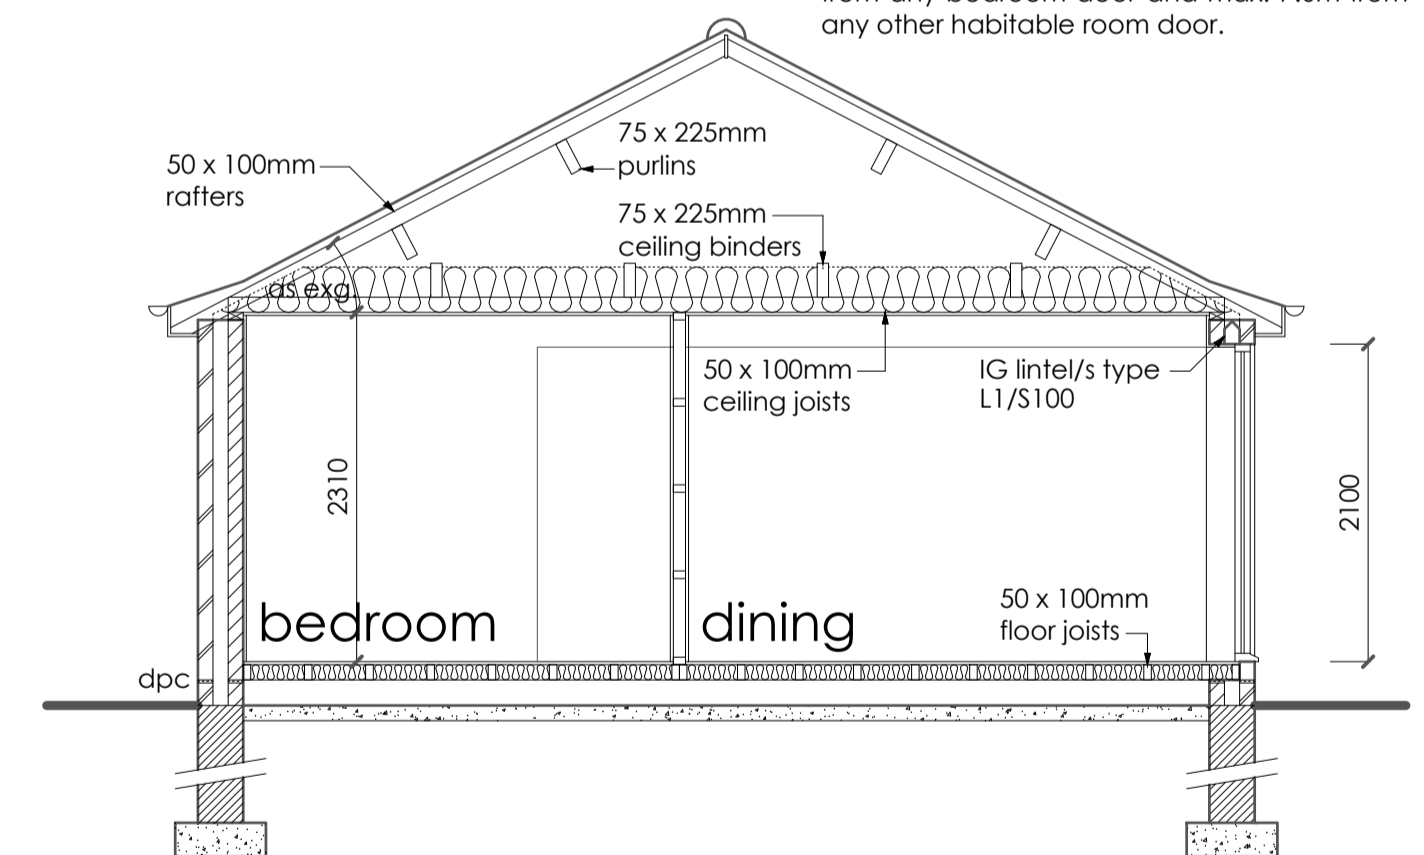 any other habitable room door.
75 x 225mm
purlins
50 x 100mm
rafters
75 x 225mm
ceiling binders
as exg.
50 x 100mm
ceiling joists
IG lintel/s type
L1/S100
2310
2100
bedroom
dining
50 x 100mm
floor joists
dpc